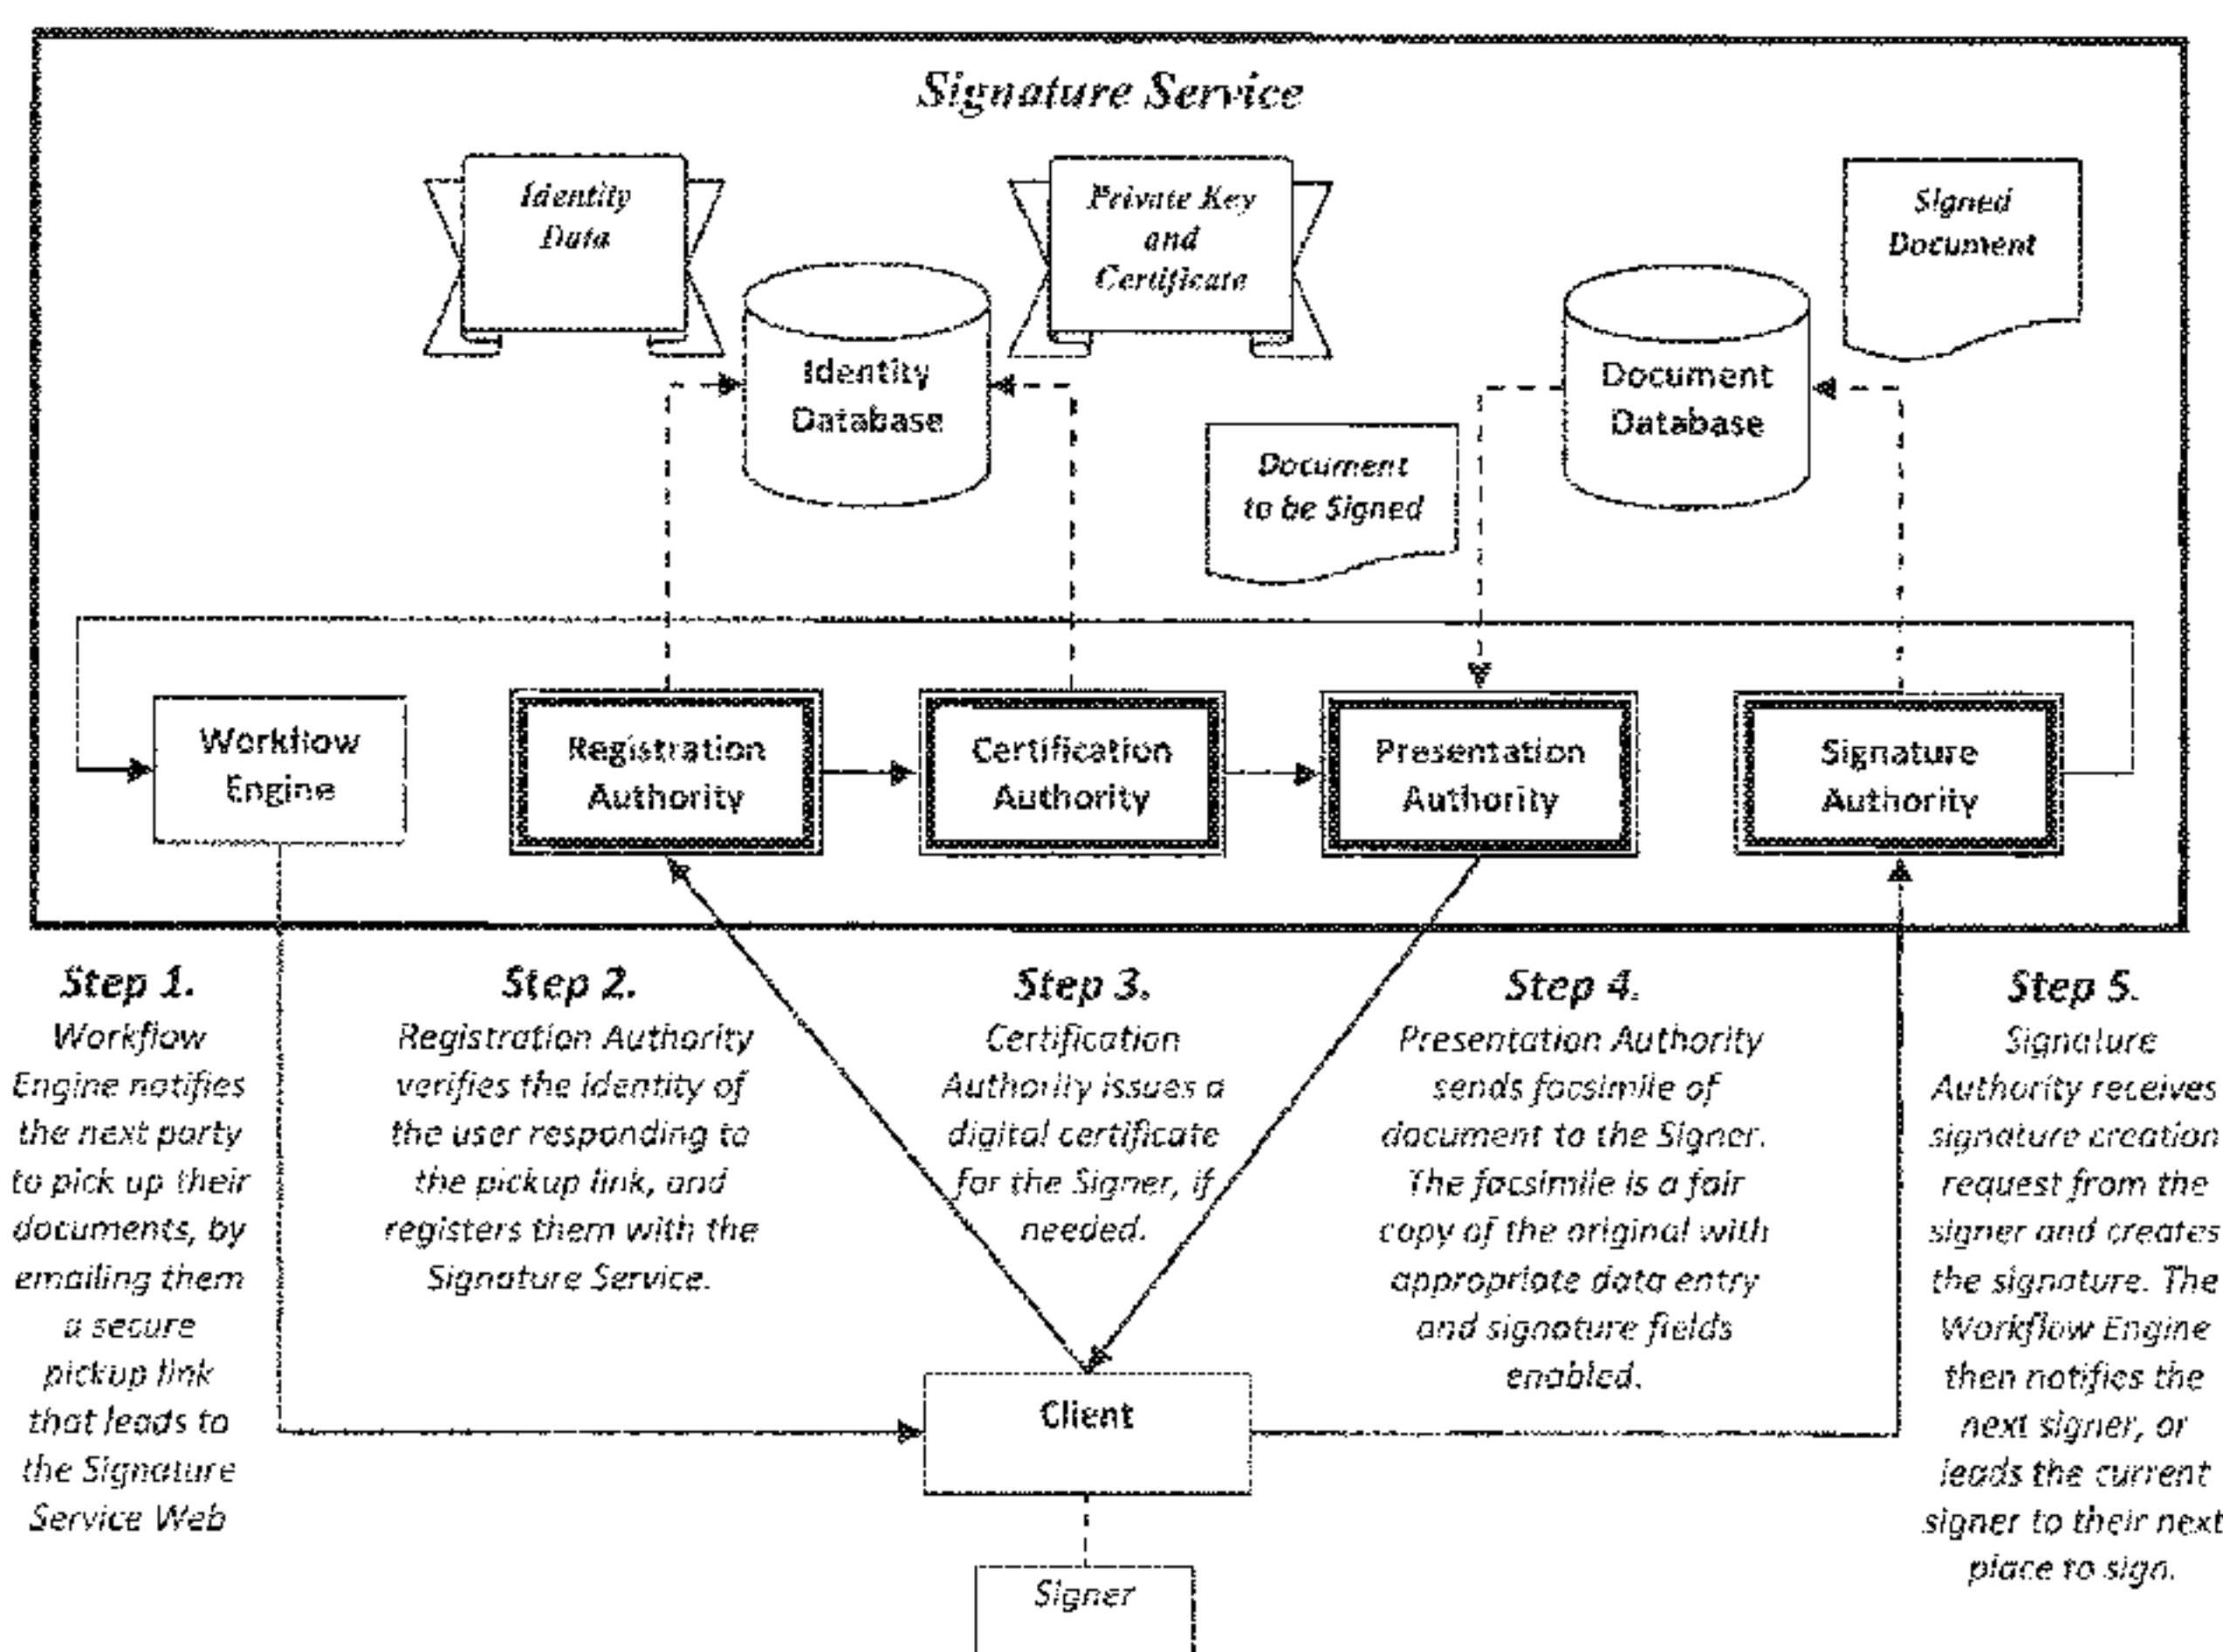 Signature Service
Identity
Data
Private Key
and
Certificate
Signed
Document
Identity
Database
Document
Database
Document
to be Signed
Workflow
Engine
Registration
Authority
Certification
Authority
Presentation
Authority
Signature
Authority
Step 1.
Workflow
Engine notifies
the next party
to pick up their
documents, by
emailing them
a secure
pickup link
that leads to
the Signature
Service Web
Step 2.
Registration Authority
verifies the identity of
the user responding to
the pickup link, and
registers them with the
Signature Service.
Step 3.
Certification
Authority issues a
digital certificate
for the Signer, if
needed.
Step 4.
Presentation Authority
sends facsimile of
document to the Signer.
The facsimile is a fair
copy of the original with
appropriate data entry
and signature fields
enabled.
Step 5.
Signature
Authority receives
signature creation
request from the
signer and creates
the signature. The
Workflow Engine
then notifies the
next signer, or
leads the current
signer to their next
place to sign.
Client
Signer